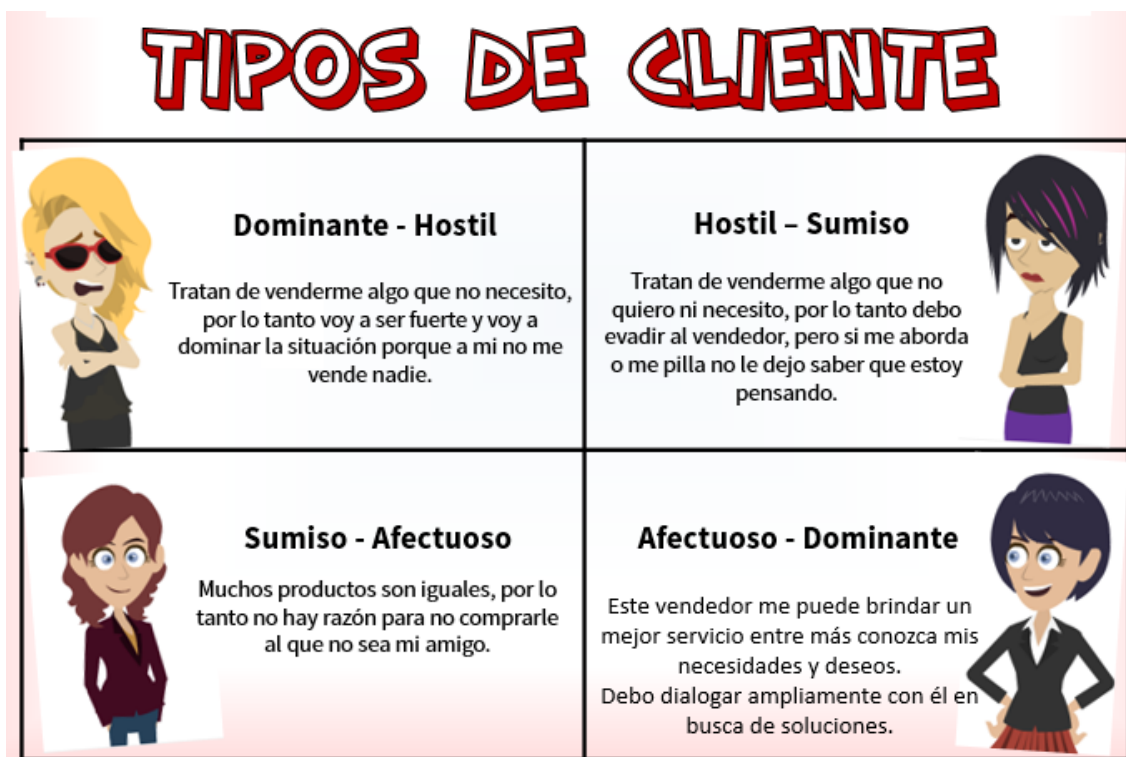 TIPOS DE CLIENTE
Dominante - Hostil
Tratan de venderme algo que no necesito,
por lo tanto voy a ser fuerte y voy a
dominar la situación porque a mi no me
vende nadie.
Hostil – Sumiso
Tratan de venderme algo que no
quiero ni necesito, por lo tanto debo
evadir al vendedor, pero si me aborda
o me pilla no le dejo saber que estoy
pensando.
Sumiso - Afectuoso
Muchos productos son iguales, por lo
tanto no hay razón para no comprarle
al que no sea mi amigo.
Afectuoso - Dominante
Este vendedor me puede brindar un
mejor servicio entre más conozca mis
necesidades y deseos.
Debo dialogar ampliamente con él en
busca de soluciones.